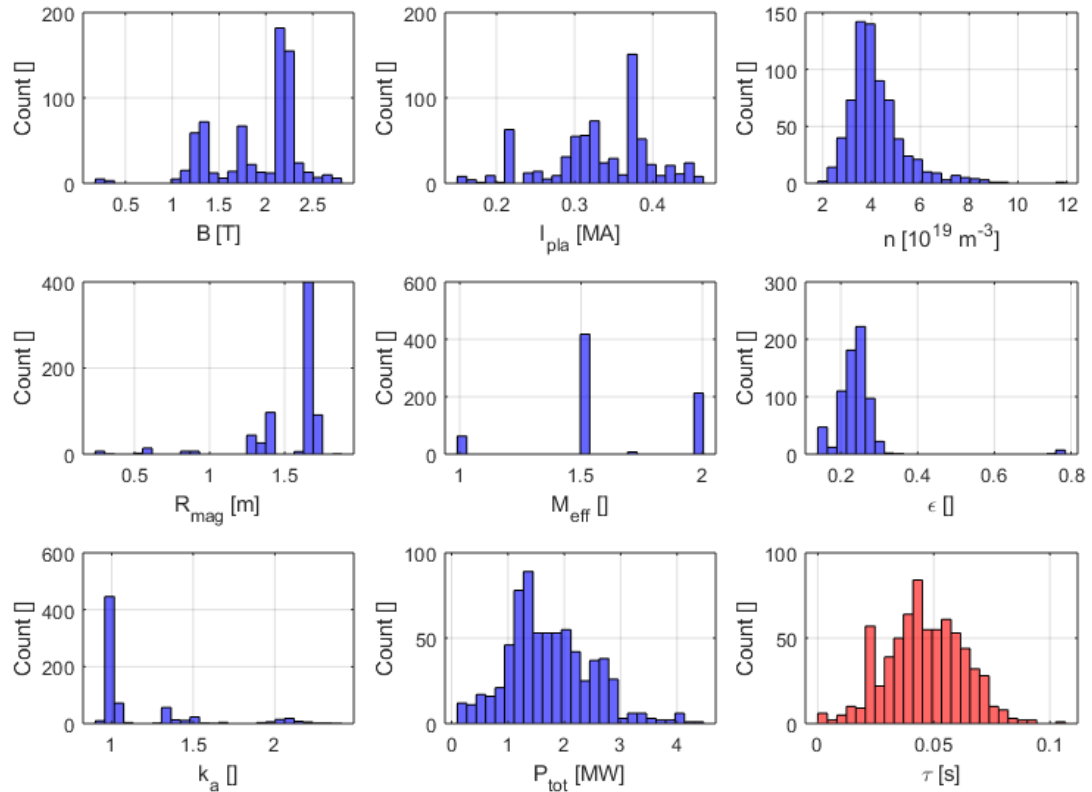 200
100
0
Count []
0.5 1 1.5 2 2.5
B [T]
200
100
0
Count []
0.2 0.3 0.4
I_pla [MA]
150
100
50
0
Count []
2 4 6 8 10 12
n [10^19 m^-3]
400
200
0
Count []
0.5 1 1.5
R_mag [m]
600
400
200
0
Count []
1 1.5 2
M_eff []
300
200
100
0
Count []
0.2 0.4 0.6 0.8
ϵ []
600
400
200
0
Count []
1 1.5 2
k_a []
100
50
0
Count []
0 1 2 3 4
P_tot [MW]
100
50
0
Count []
0 0.05 0.1
τ [s]